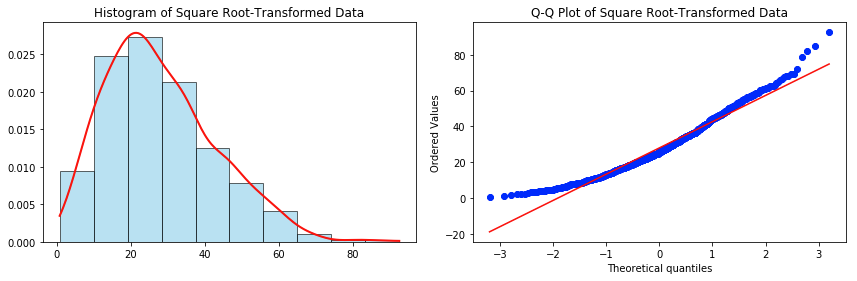 Histogram of Square Root-Transformed Data
0.025
0.020
0.015
0.010
0.005
0.000
0 20 40 60 80
Q-Q Plot of Square Root-Transformed Data
Ordered Values
80
60
40
20
0
−20
−3 −2 −1 0 1 2 3
Theoretical quantiles